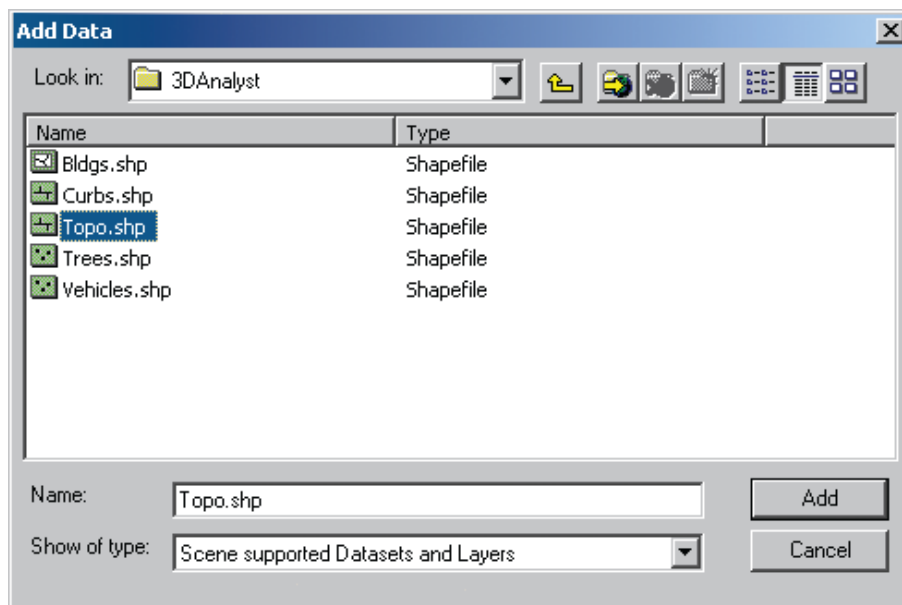 Add Data
Look in: 3DAnalyst
Name Type
Bldgs.shp Shapefile
Curbs.shp Shapefile
Topo.shp Shapefile
Trees.shp Shapefile
Vehicles.shp Shapefile
Name: Topo.shp Add
Show of type: Scene supported Datasets and Layers Cancel